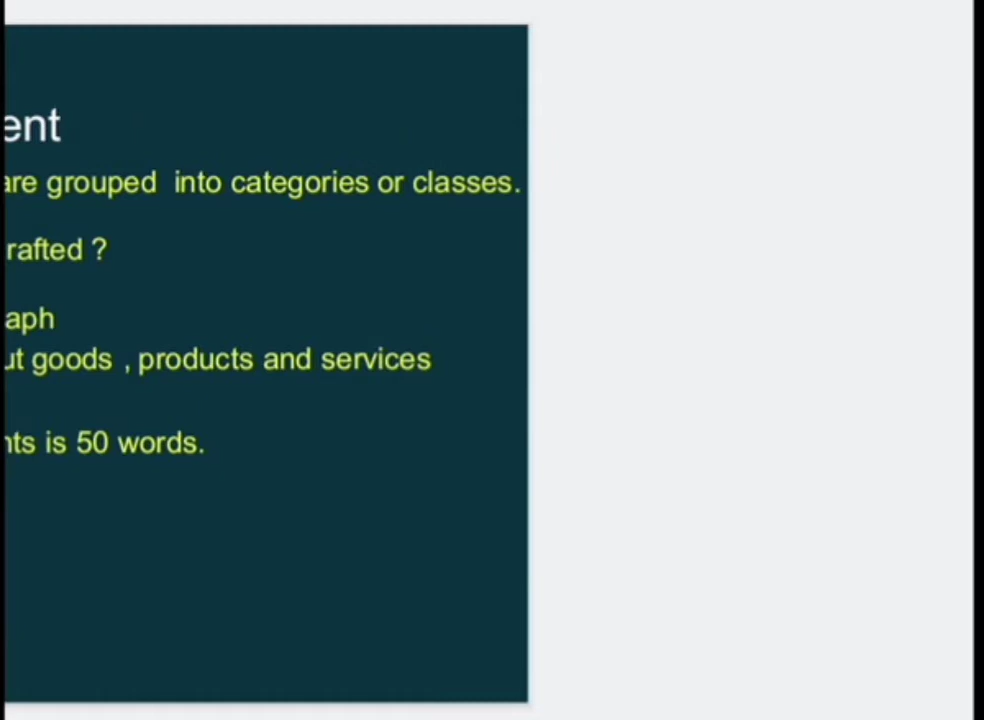 ent
are grouped into categories or classes.
rafted ?
aph
ut goods , products and services
nts is 50 words.